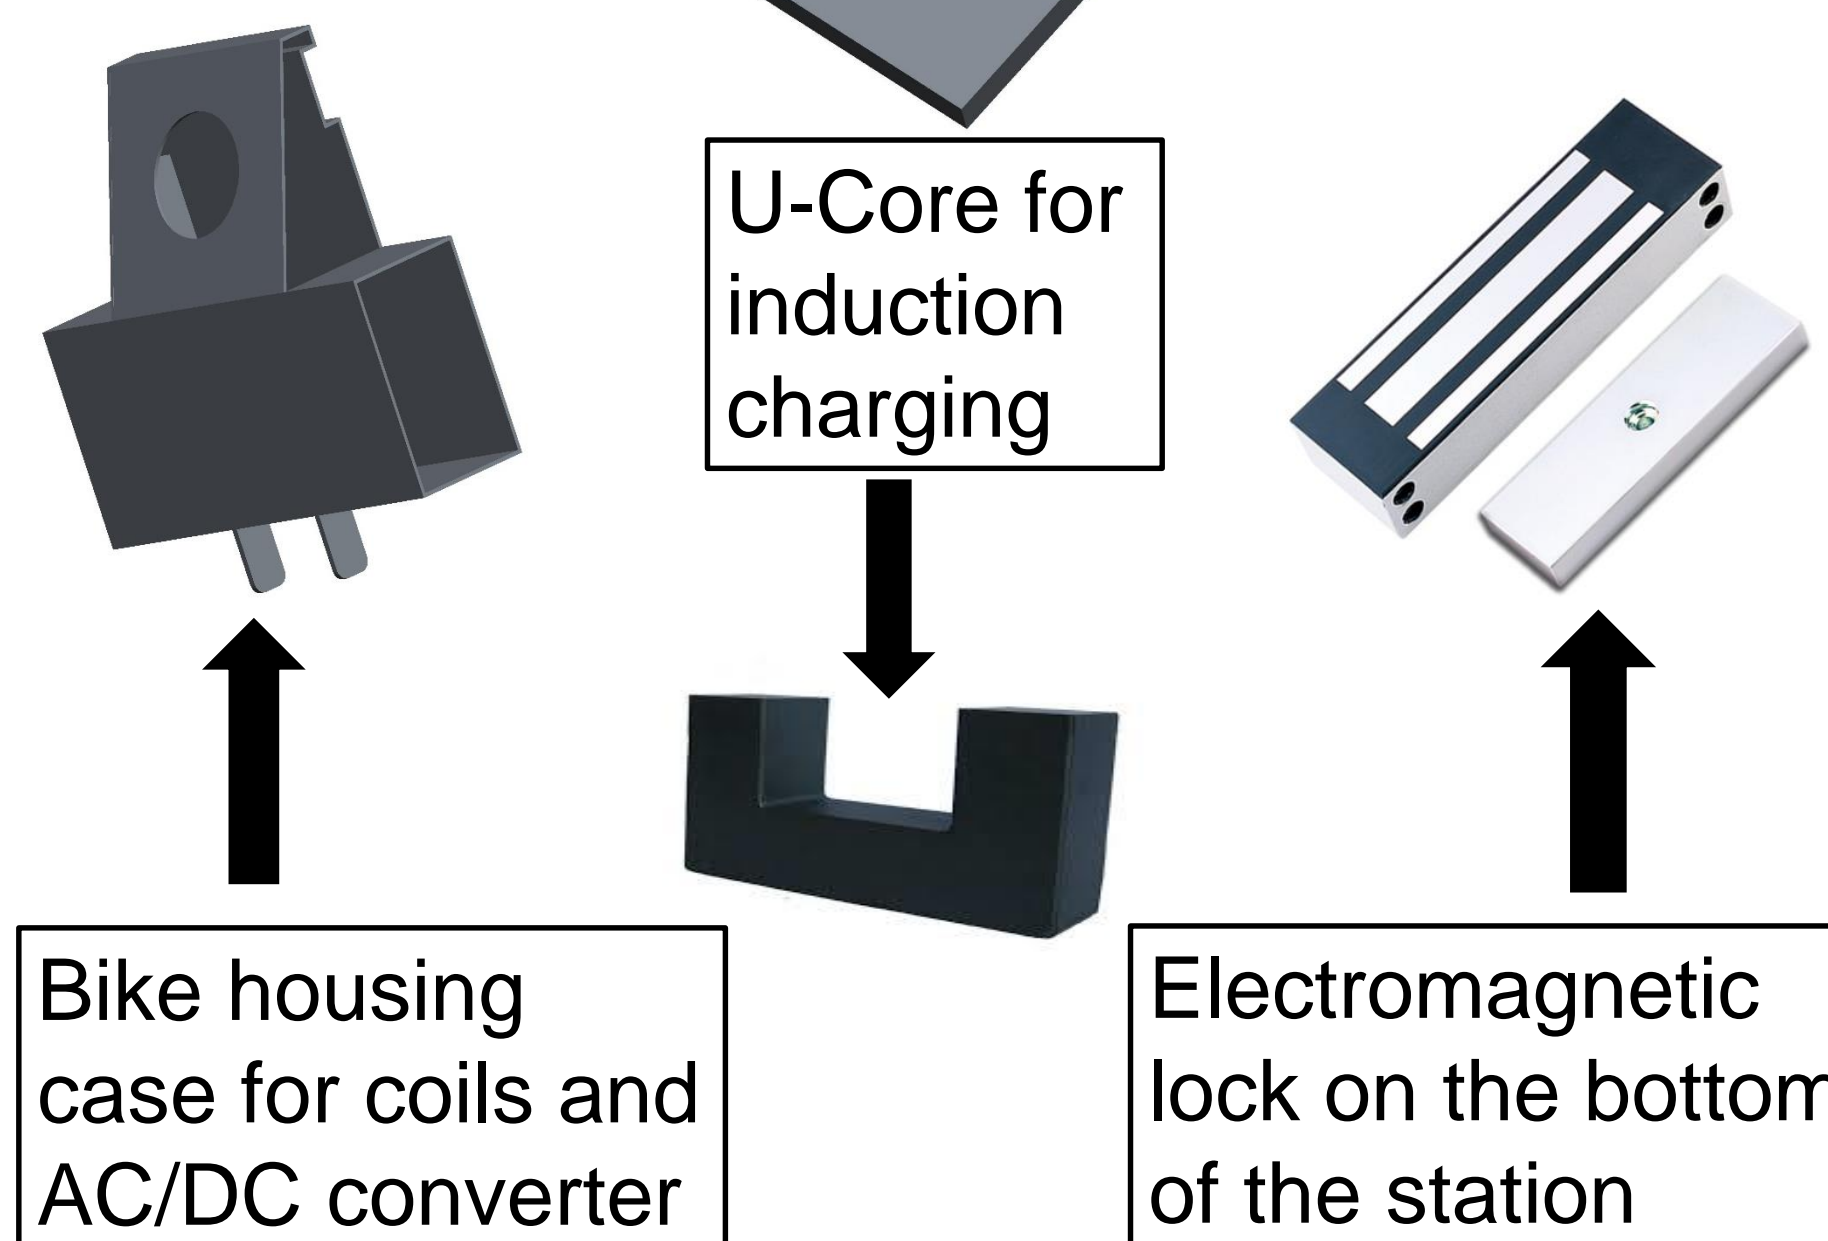 U-Core for
induction
charging
Bike housing
case for coils and
AC/DC converter
Electromagnetic
lock on the bottom
of the station